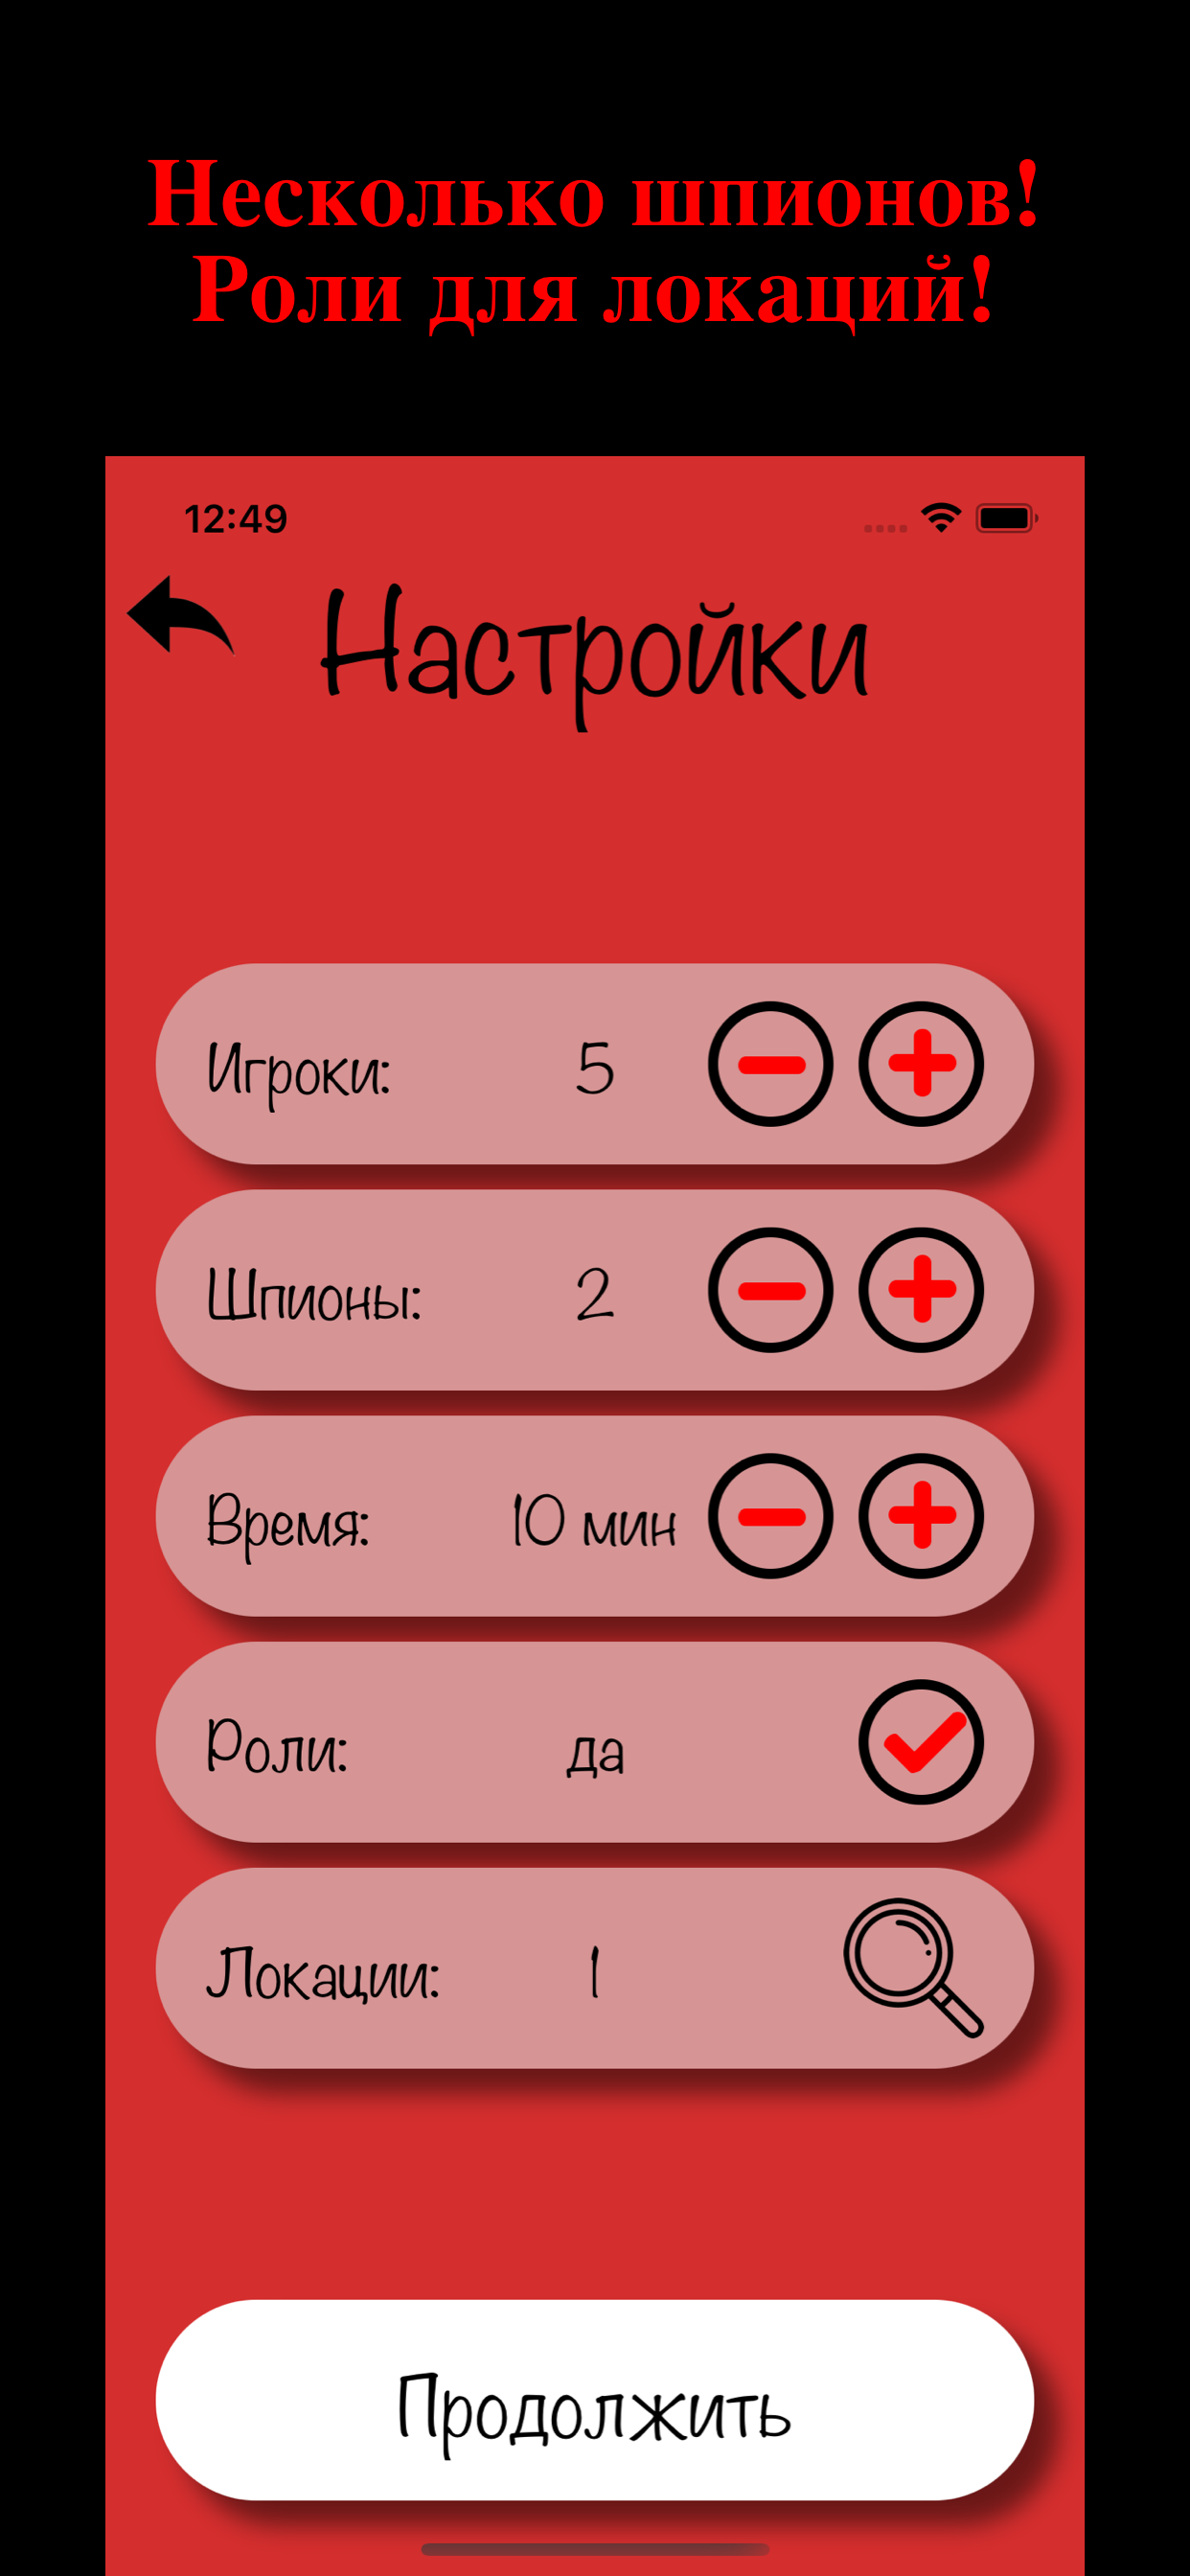 Несколько шпионов!
Роли для локаций!
12:49
Настройки
Игроки: 5
Шпионы: 2
Время: 10 мин
Роли: да
Локации: 1
Продолжить